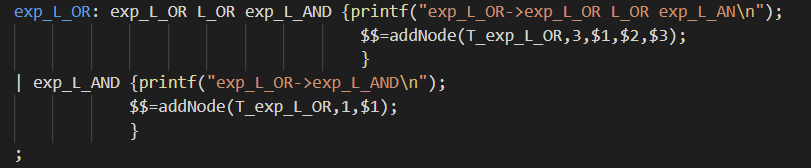 exp_L_OR: exp_L_OR L_OR exp_L_AND {printf("exp_L_OR->exp_L_OR L_OR exp_L_AN\n");
$$=addNode(T_exp_L_OR,3,$1,$2,$3);
}
| exp_L_AND {printf("exp_L_OR->exp_L_AND\n");
$$=addNode(T_exp_L_OR,1,$1);
}
;